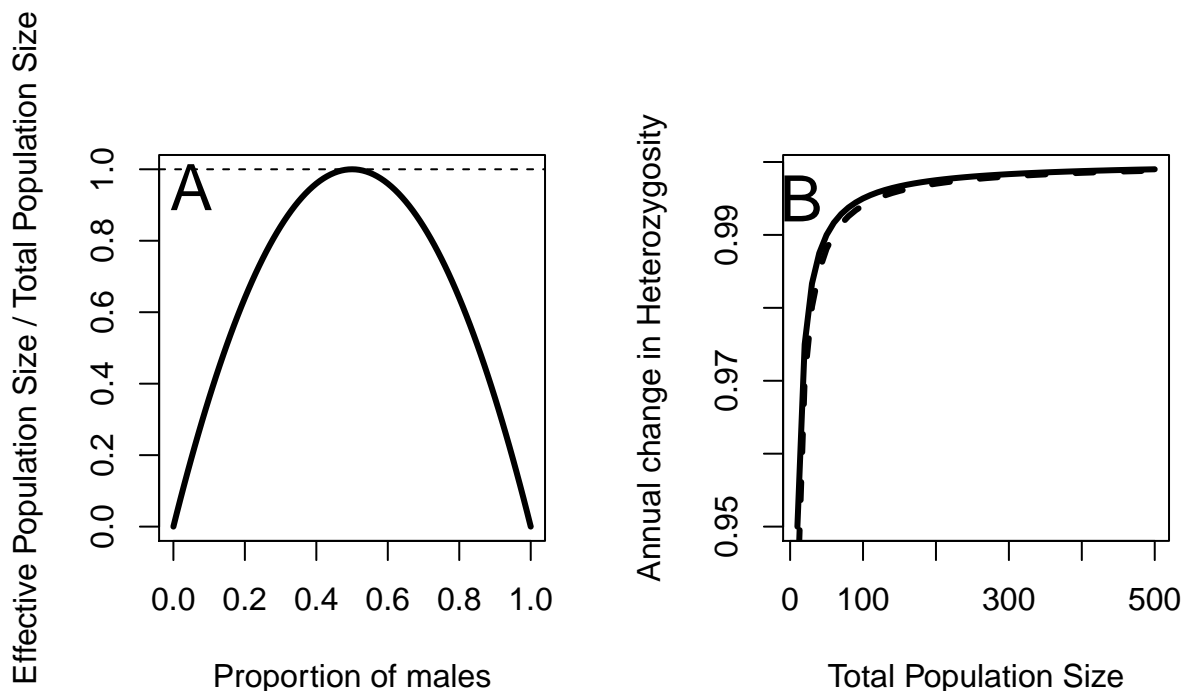 Effective Population Size / Total Population Size
1.0
0.8
0.6
0.4
0.2
0.0
A
0.0 0.2 0.4 0.6 0.8 1.0
Proportion of males
Annual change in Heterozygosity
0.99
0.97
0.95
B
0 100 300 500
Total Population Size